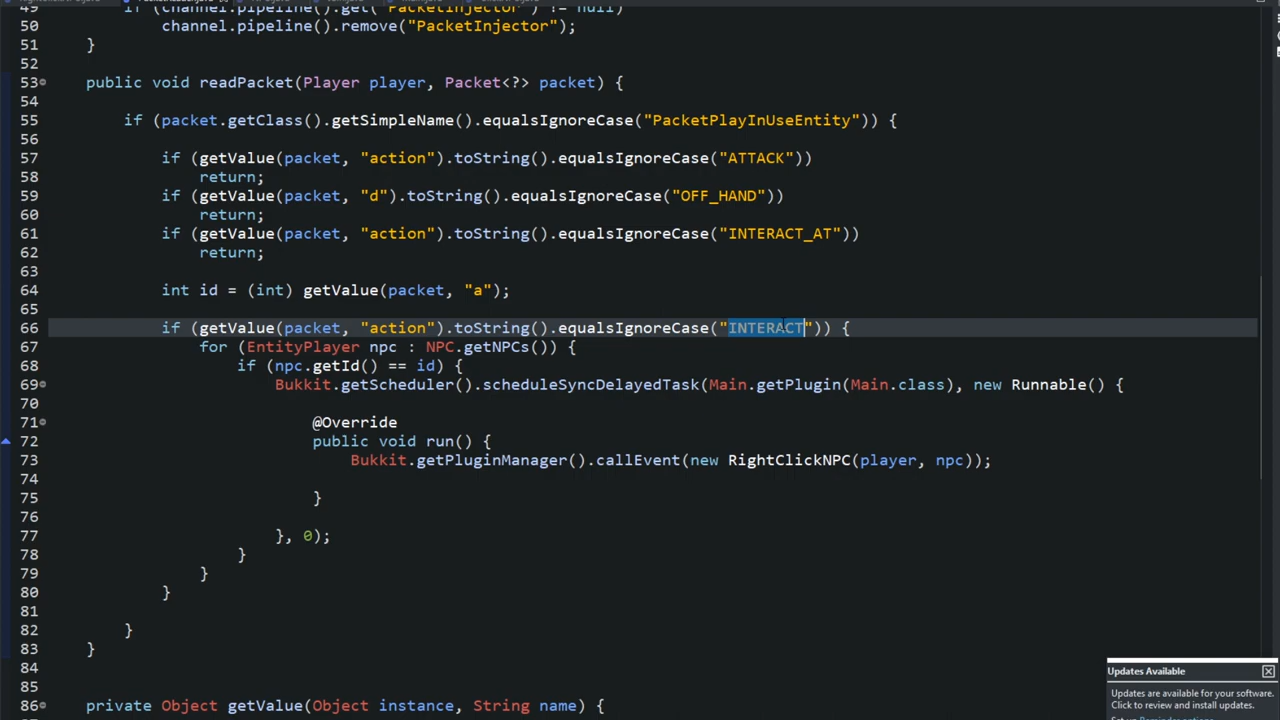 49 if (channel.pipeline().get("PacketInjector") != null)
50 channel.pipeline().remove("PacketInjector");
51 }
52
53 public void readPacket(Player player, Packet<?> packet) {
54
55 if (packet.getClass().getSimpleName().equalsIgnoreCase("PacketPlayInUseEntity")) {
56
57 if (getValue(packet, "action").toString().equalsIgnoreCase("ATTACK"))
58 return;
59 if (getValue(packet, "d").toString().equalsIgnoreCase("OFF_HAND"))
60 return;
61 if (getValue(packet, "action").toString().equalsIgnoreCase("INTERACT_AT"))
62 return;
63
64 int id = (int) getValue(packet, "a");
65
66 if (getValue(packet, "action").toString().equalsIgnoreCase("INTERACT")) {
67 for (EntityPlayer npc : NPC.getNPCs()) {
68 if (npc.getId() == id) {
69 Bukkit.getScheduler().scheduleSyncDelayedTask(Main.getPlugin(Main.class), new Runnable() {
70
71 @Override
72 public void run() {
73 Bukkit.getPluginManager().callEvent(new RightClickNPC(player, npc));
74
75 }
76
77 }, 0);
78 }
79 }
80 }
81
82 }
83 }
84
85
86 private Object getValue(Object instance, String name) {
Updates Available
Updates are available for your software.
Click to review and install updates.